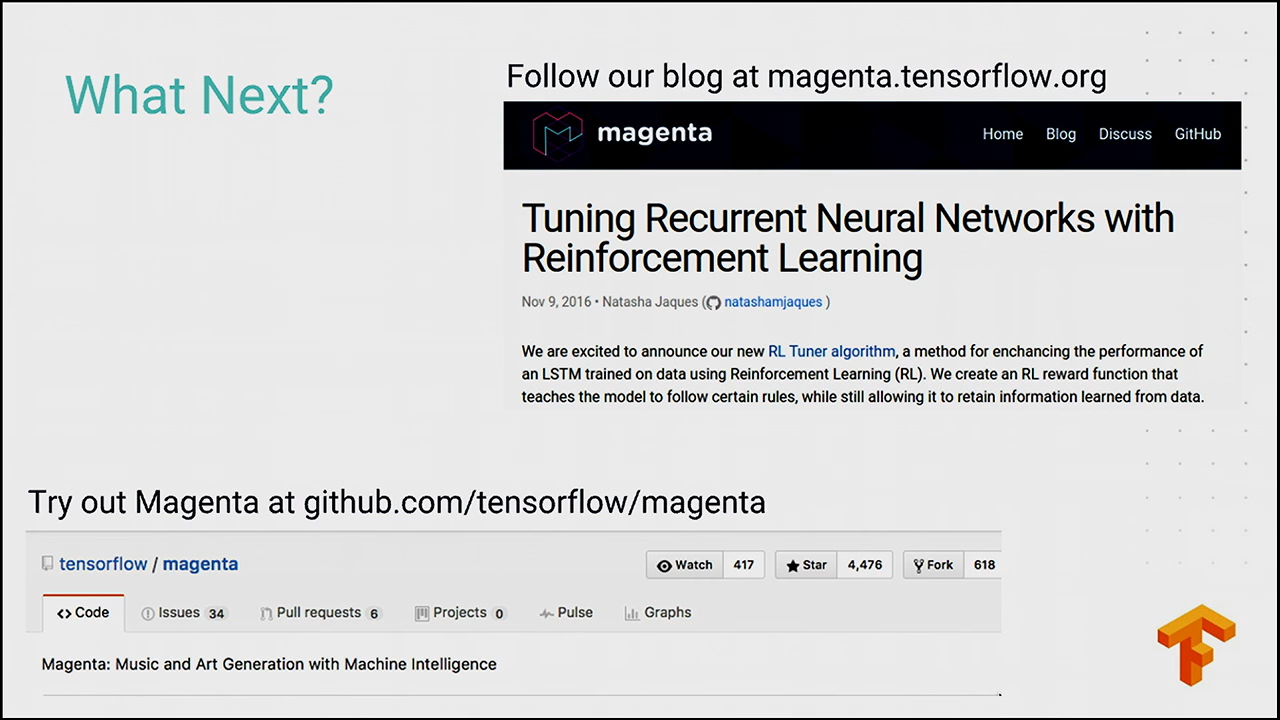 What Next?
Follow our blog at magenta.tensorflow.org
magenta
Home Blog Discuss GitHub
Tuning Recurrent Neural Networks with
Reinforcement Learning
Nov 9, 2016 • Natasha Jaques ( natashamjaques )
We are excited to announce our new RL Tuner algorithm, a method for enchancing the performance of
an LSTM trained on data using Reinforcement Learning (RL). We create an RL reward function that
teaches the model to follow certain rules, while still allowing it to retain information learned from data.
Try out Magenta at github.com/tensorflow/magenta
tensorflow / magenta
Watch 417 Star 4,476 Fork 618
<> Code Issues 34 Pull requests 6 Projects 0 Pulse Graphs
Magenta: Music and Art Generation with Machine Intelligence